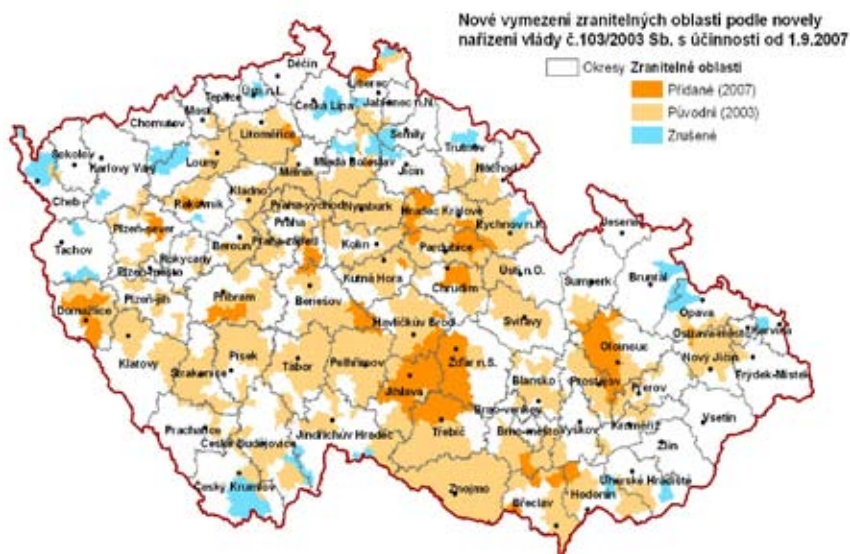 Nové vymezení zranitelných oblastí podle novely
nařízení vlády č.103/2003 Sb. s účinností od 1.9.2007
Okresy Zranitelné oblasti
Přidané (2007)
Původní (2003)
Zrušené
Děčín
Liberec
Teplice
Ústí n.L.
Česká Lípa
Jablonec n.N.
Most
Chomutov
Litoměřice
Semily
Trutnov
Sokolov
Karlovy Vary
Louny
Mělník
Mladá Boleslav
Jičín
Náchod
Cheb
Rakovník
Kladno
Praha-východ
Nymburk
Hradec Králové
Rychnov n.K.
Jeseník
Plzeň-sever
Praha
Tachov
Rokycany
Beroun
Praha-západ
Kolín
Pardubice
Plzeň-město
Kutná Hora
Ústí n.O.
Šumperk
Bruntál
Chrudim
Domažlice
Plzeň-jih
Příbram
Benešov
Opava
Havlíčkův Brod
Svitavy
Ostrava-město
Karviná
Klatovy
Písek
Tábor
Pelhřimov
Žďár n.S.
Olomouc
Nový Jičín
Strakonice
Jihlava
Blansko
Prostějov
Přerov
Frýdek-Místek
Prachatice
České Budějovice
Jindřichův Hradec
Třebíč
Brno-venkov
Brno-město
Vyškov
Kroměříž
Vsetín
Zlín
Český Krumlov
Znojmo
Uherské Hradiště
Břeclav
Hodonín